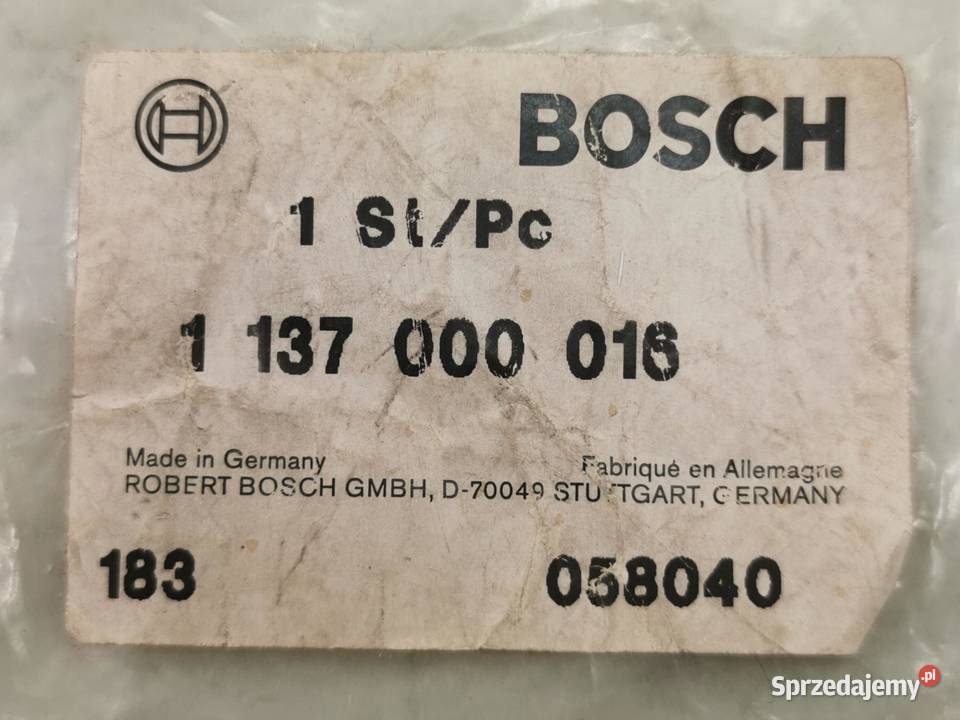 BOSCH
1 St/Pc
1 137 000 016
Made in Germany Fabriqué en Allemagne
ROBERT BOSCH GMBH, D-70049 STUTTGART, GERMANY
183 058040
Sprzedajemy.pl